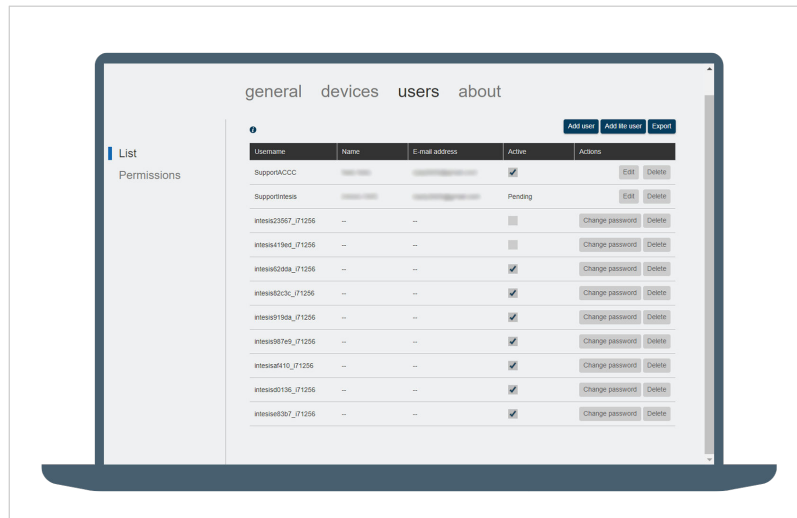 general devices users about
List
Permissions
i
Add user Add lite user Export
Username Name E-mail address Active Actions
SupportACCC Edit Delete
SupportIntesis Pending Edit Delete
intesis23567_i71256 -- -- Change password Delete
intesis419ed_i71256 -- -- Change password Delete
intesis62dda_i71256 -- -- Change password Delete
intesis82c3c_i71256 -- -- Change password Delete
intesis919da_i71256 -- -- Change password Delete
intesis987e9_i71256 -- -- Change password Delete
intesisaf410_i71256 -- -- Change password Delete
intesisd0136_i71256 -- -- Change password Delete
intesise83b7_i71256 -- -- Change password Delete